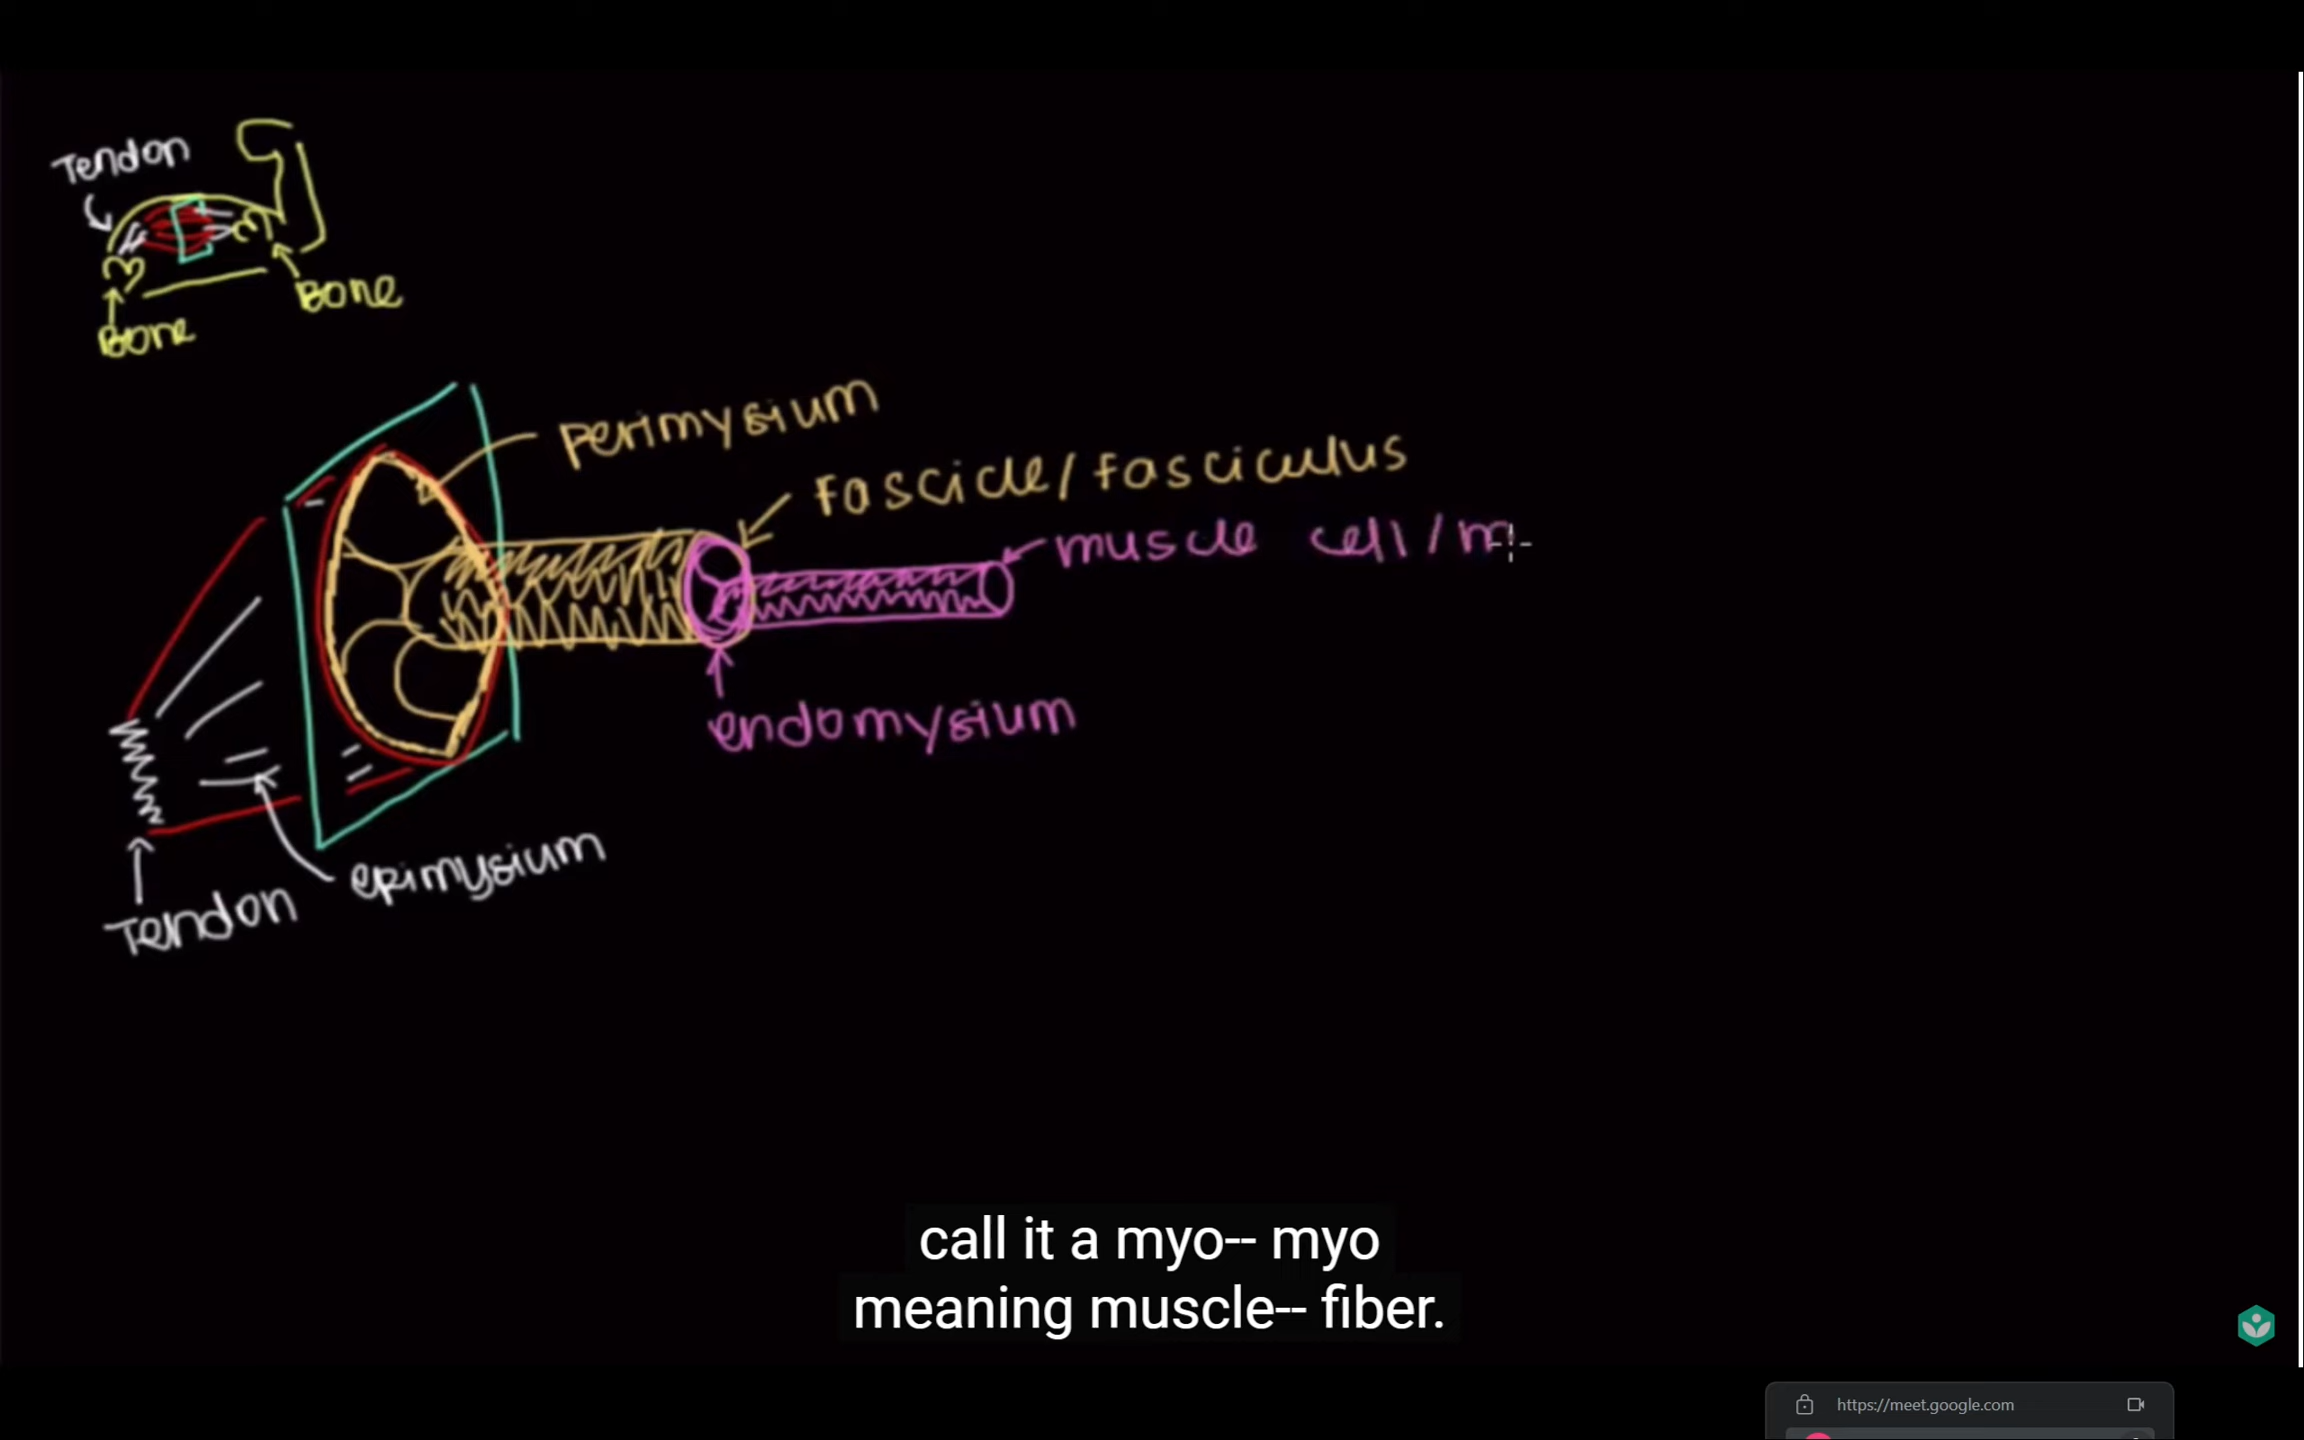 Tendon
Bone
Bone
perimysium
fascicle/fasciculus
muscle cell/m
endomysium
epimysium
Tendon
call it a myo-- myo
meaning muscle-- fiber.
https://meet.google.com